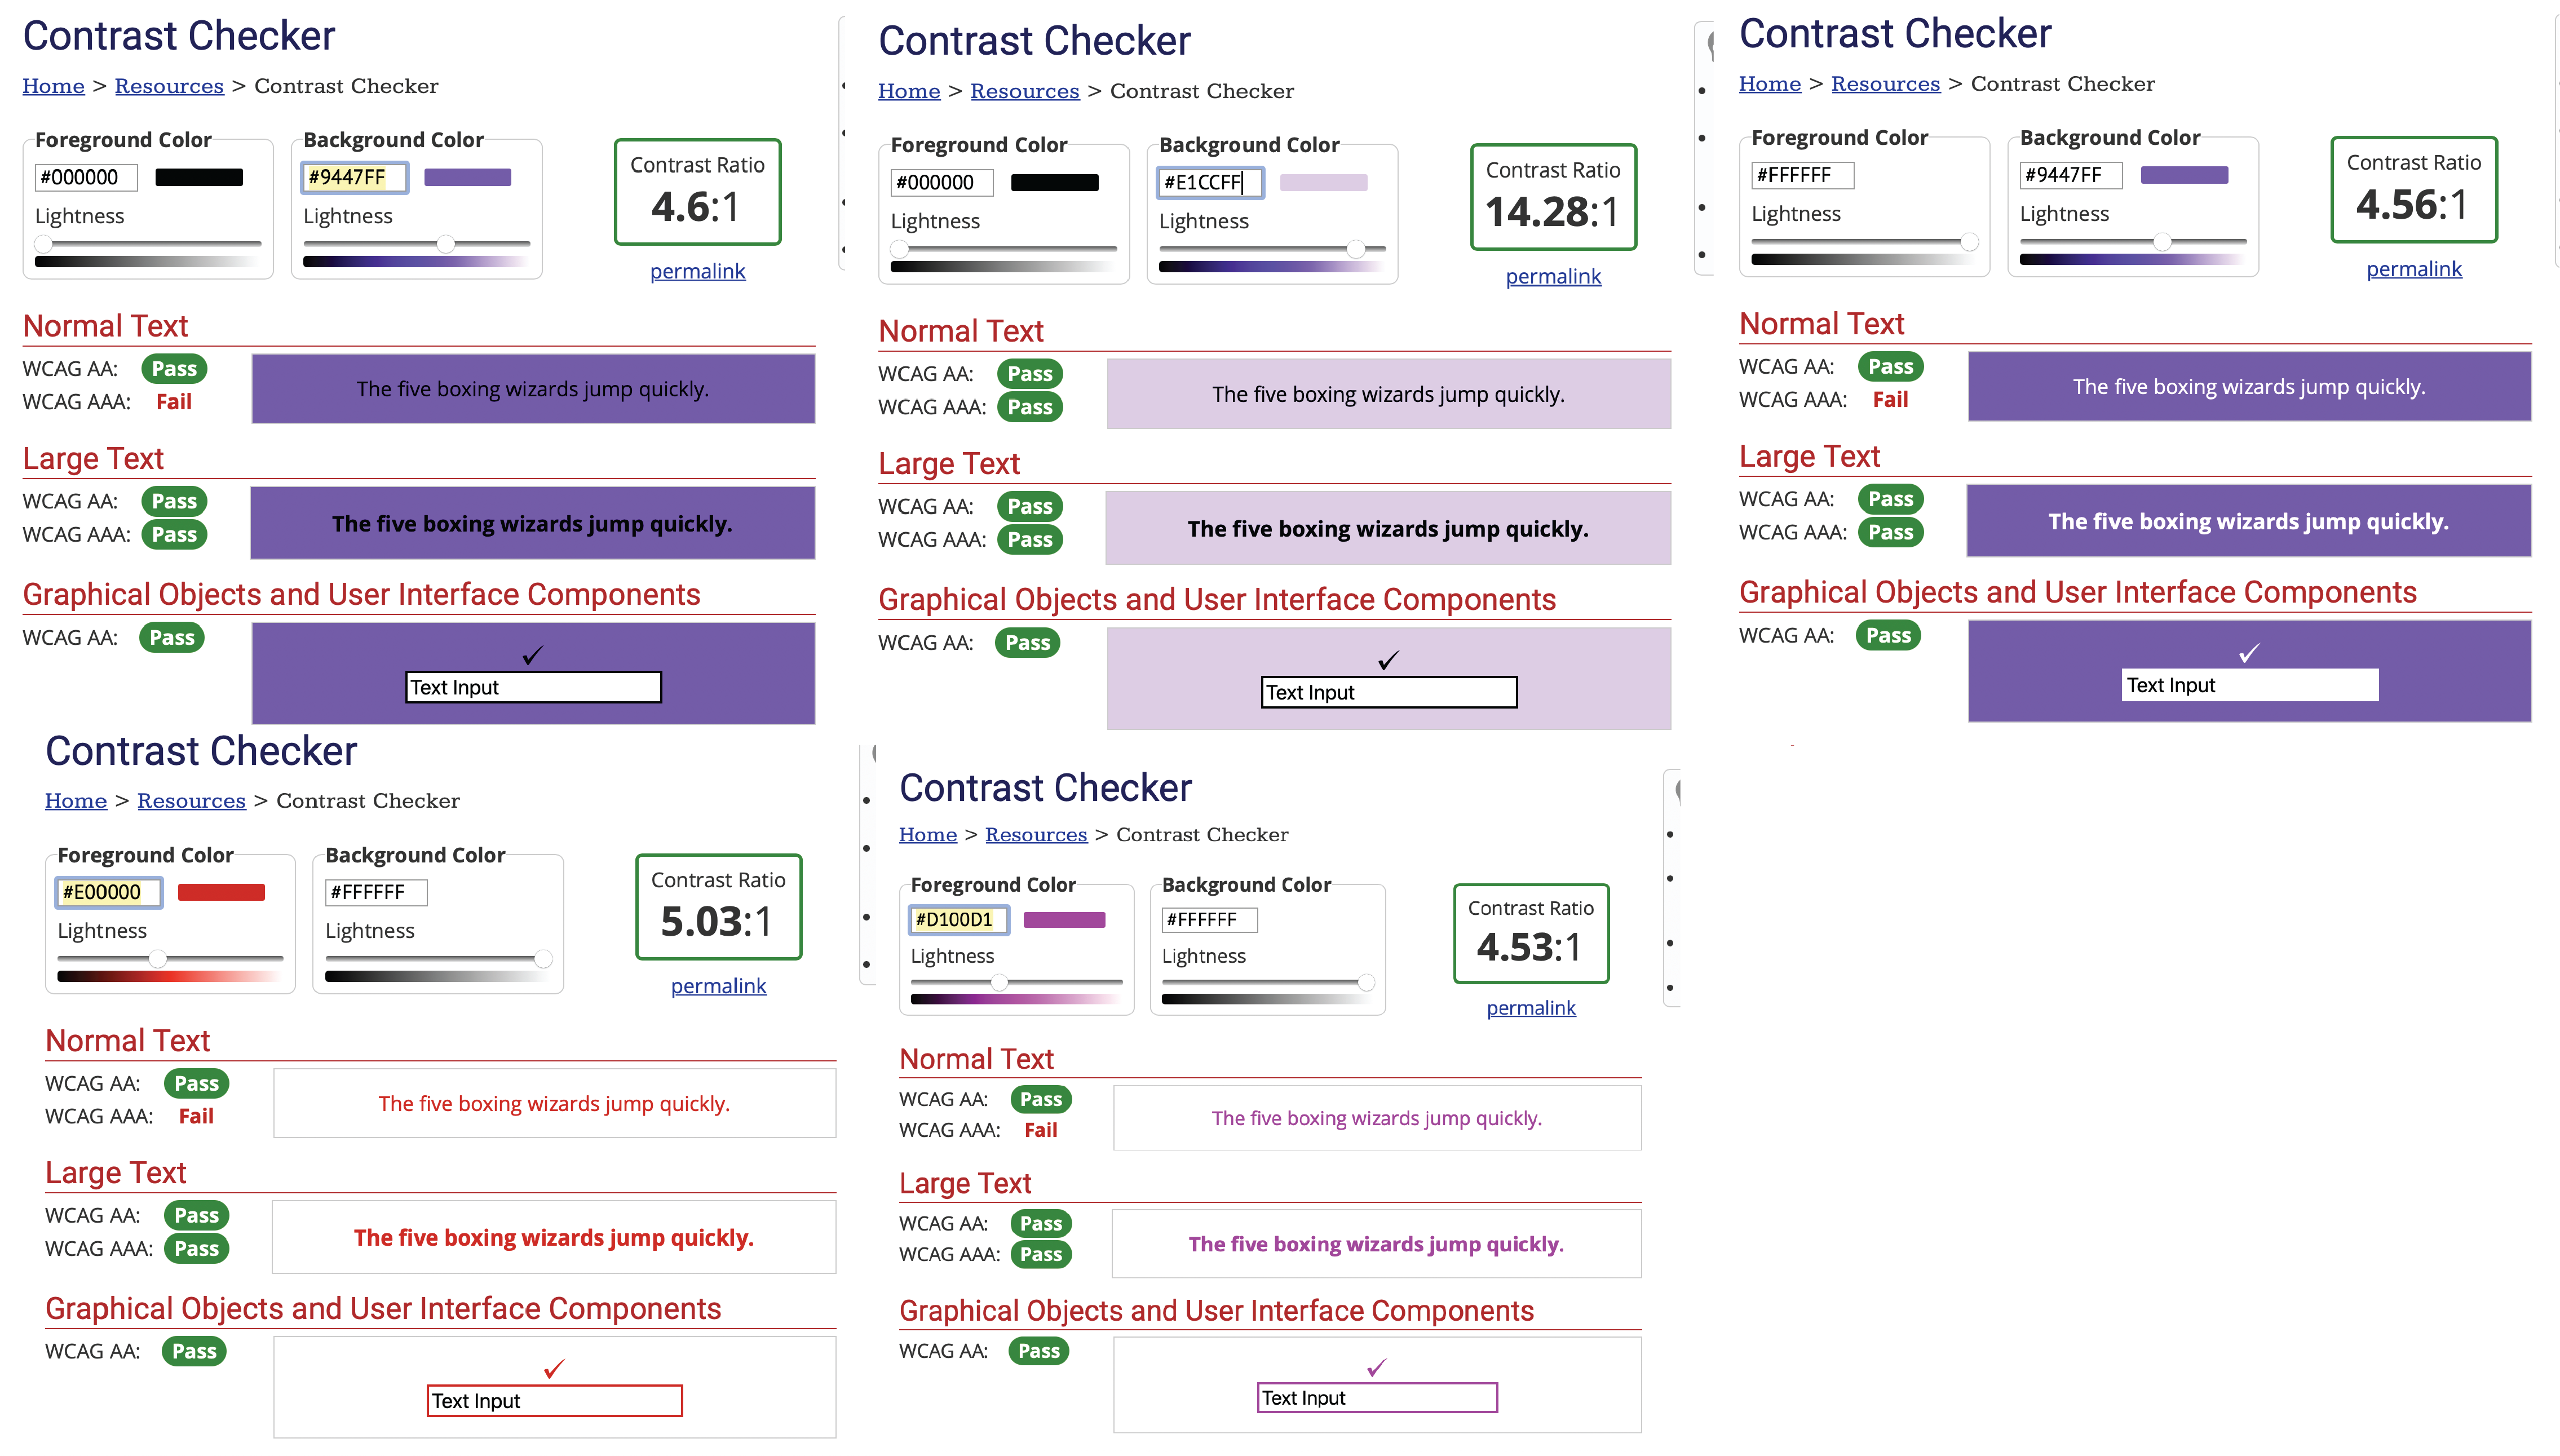 Contrast Checker
Home > Resources > Contrast Checker
Foreground Color
#000000
Lightness
Background Color
#9447FF
Lightness
Contrast Ratio
4.6:1
permalink
Normal Text
WCAG AA: Pass
WCAG AAA: Fail
The five boxing wizards jump quickly.
Large Text
WCAG AA: Pass
WCAG AAA: Pass
The five boxing wizards jump quickly.
Graphical Objects and User Interface Components
WCAG AA: Pass
✓
Text Input
Contrast Checker
Home > Resources > Contrast Checker
Foreground Color
#000000
Lightness
Background Color
#E1CCFF
Lightness
Contrast Ratio
14.28:1
permalink
Normal Text
WCAG AA: Pass
WCAG AAA: Pass
The five boxing wizards jump quickly.
Large Text
WCAG AA: Pass
WCAG AAA: Pass
The five boxing wizards jump quickly.
Graphical Objects and User Interface Components
WCAG AA: Pass
✓
Text Input
Contrast Checker
Home > Resources > Contrast Checker
Foreground Color
#FFFFFF
Lightness
Background Color
#9447FF
Lightness
Contrast Ratio
4.56:1
permalink
Normal Text
WCAG AA: Pass
WCAG AAA: Fail
The five boxing wizards jump quickly.
Large Text
WCAG AA: Pass
WCAG AAA: Pass
The five boxing wizards jump quickly.
Graphical Objects and User Interface Components
WCAG AA: Pass
✓
Text Input
Contrast Checker
Home > Resources > Contrast Checker
Foreground Color
#E00000
Lightness
Background Color
#FFFFFF
Lightness
Contrast Ratio
5.03:1
permalink
Normal Text
WCAG AA: Pass
WCAG AAA: Fail
The five boxing wizards jump quickly.
Large Text
WCAG AA: Pass
WCAG AAA: Pass
The five boxing wizards jump quickly.
Graphical Objects and User Interface Components
WCAG AA: Pass
✓
Text Input
Contrast Checker
Home > Resources > Contrast Checker
Foreground Color
#D100D1
Lightness
Background Color
#FFFFFF
Lightness
Contrast Ratio
4.53:1
permalink
Normal Text
WCAG AA: Pass
WCAG AAA: Fail
The five boxing wizards jump quickly.
Large Text
WCAG AA: Pass
WCAG AAA: Pass
The five boxing wizards jump quickly.
Graphical Objects and User Interface Components
WCAG AA: Pass
✓
Text Input